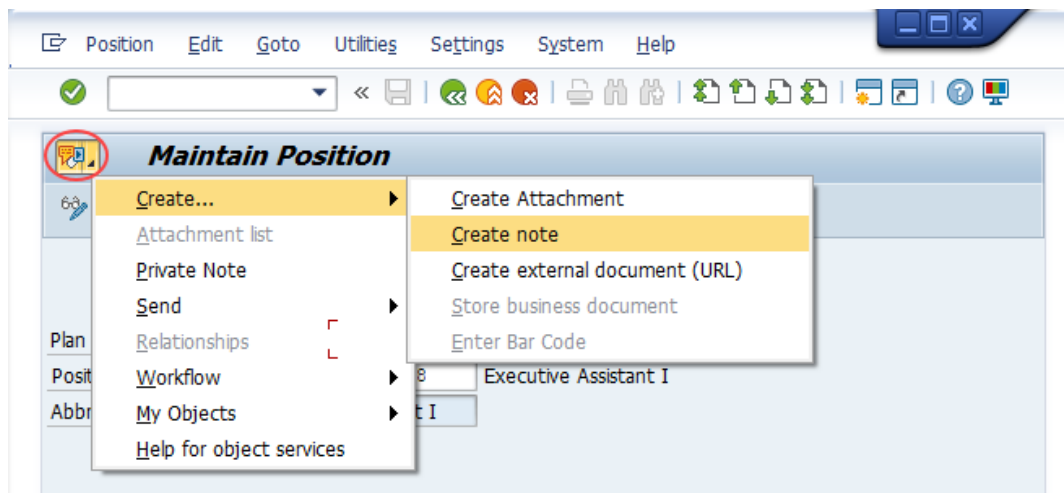 Position Edit Goto Utilities Settings System Help
Maintain Position
Create...
Attachment list
Private Note
Send
Relationships
Workflow
My Objects
Help for object services
Create Attachment
Create note
Create external document (URL)
Store business document
Enter Bar Code
Plan
Posit 8 Executive Assistant I
Abbr t I